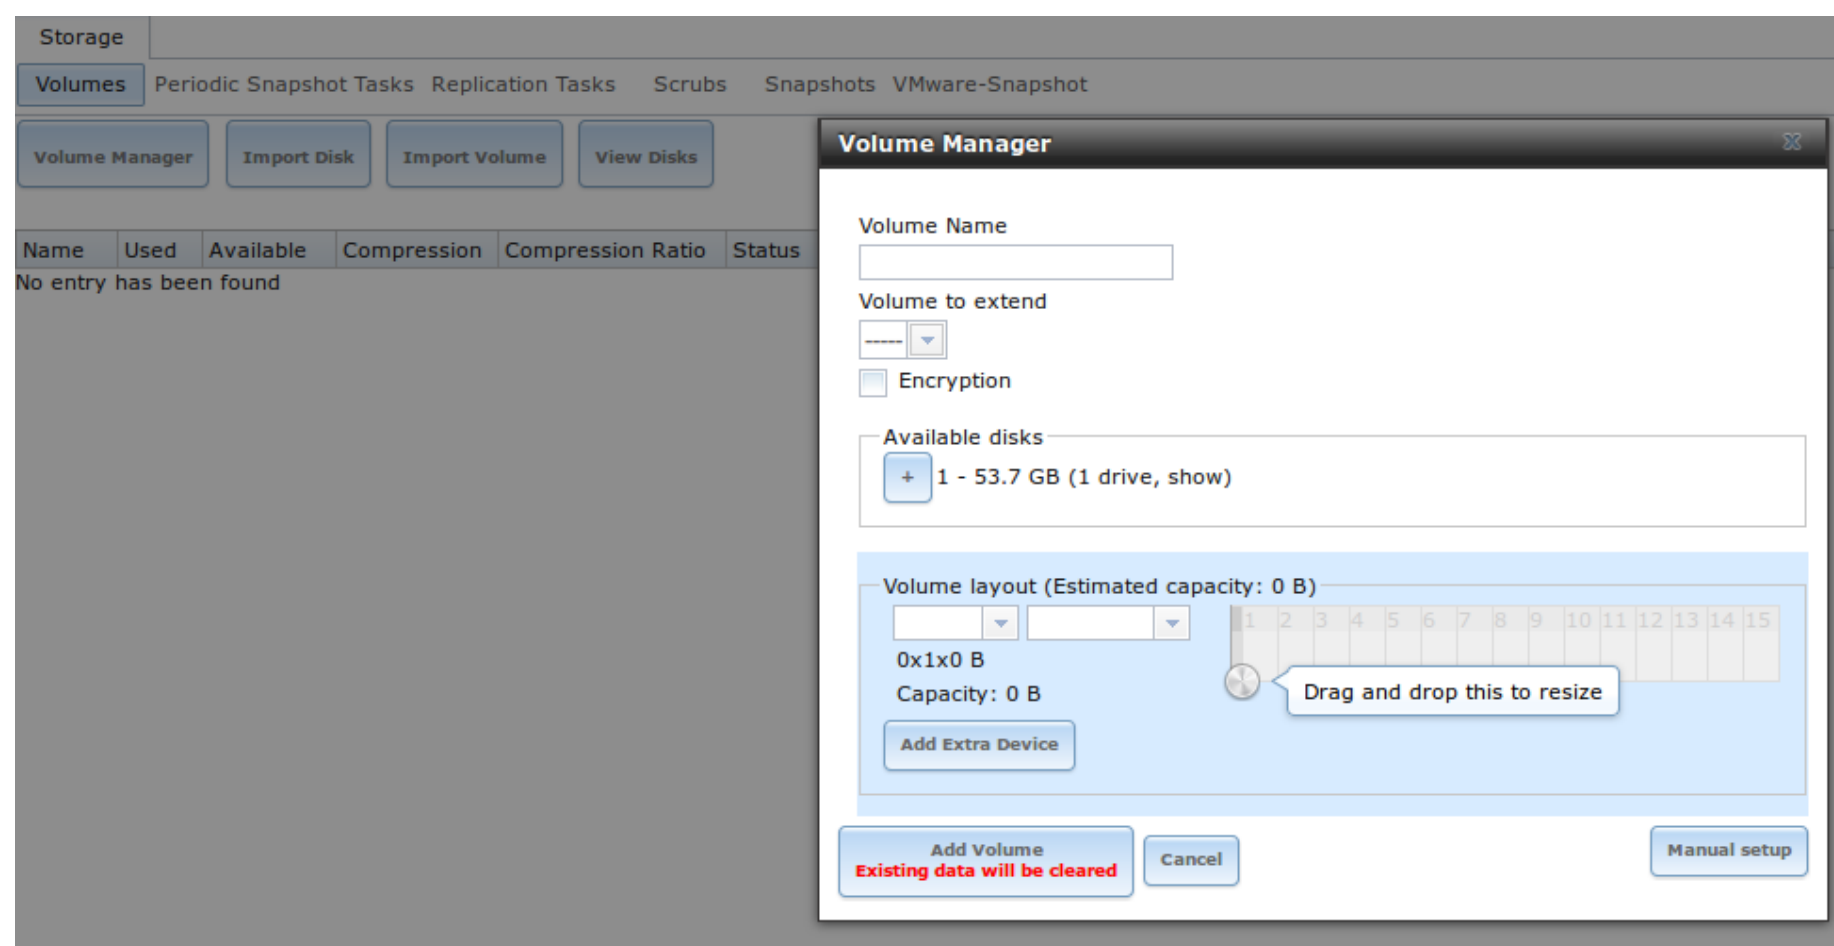 Storage
Volumes Periodic Snapshot Tasks Replication Tasks Scrubs Snapshots VMware-Snapshot
Volume Manager Import Disk Import Volume View Disks
Name Used Available Compression Compression Ratio Status
No entry has been found
Volume Manager
Volume Name
Volume to extend
-----
Encryption
Available disks
+ 1 - 53.7 GB (1 drive, show)
Volume layout (Estimated capacity: 0 B)
1 2 3 4 5 6 7 8 9 10 11 12 13 14 15
0x1x0 B
Capacity: 0 B
Drag and drop this to resize
Add Extra Device
Add Volume
Existing data will be cleared
Cancel
Manual setup